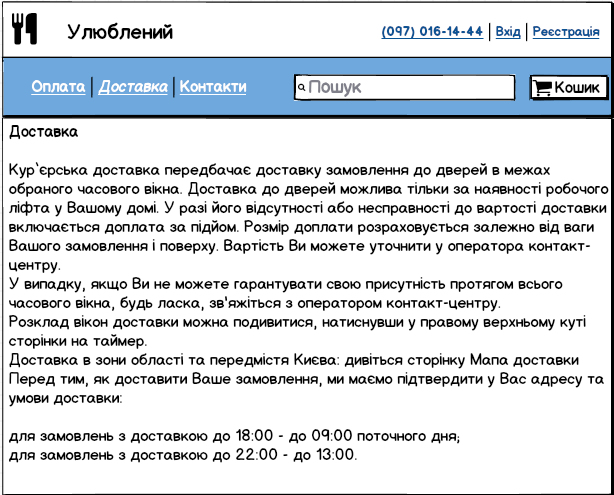 Улюблений
(097) 016-14-44 | Вхід | Реєстрація
Оплата | Доставка | Контакти
Пошук
Кошик
Доставка
Кур`єрська доставка передбачає доставку замовлення до дверей в межах
обраного часового вікна. Доставка до дверей можлива тільки за наявності робочого
ліфта у Вашому домі. У разі його відсутності або несправності до вартості доставки
включається доплата за підйом. Розмір доплати розраховується залежно від ваги
Вашого замовлення і поверху. Вартість Ви можете уточнити у оператора контакт-
центру.
У випадку, якщо Ви не можете гарантувати свою присутність протягом всього
часового вікна, будь ласка, зв'яжіться з оператором контакт-центру.
Розклад вікон доставки можна подивитися, натиснувши у правому верхньому куті
сторінки на таймер.
Доставка в зони області та передмістя Києва: дивіться сторінку Мапа доставки
Перед тим, як доставити Ваше замовлення, ми маємо підтвердити у Вас адресу та
умови доставки:
для замовлень з доставкою до 18:00 - до 09:00 поточного дня;
для замовлень з доставкою до 22:00 - до 13:00.